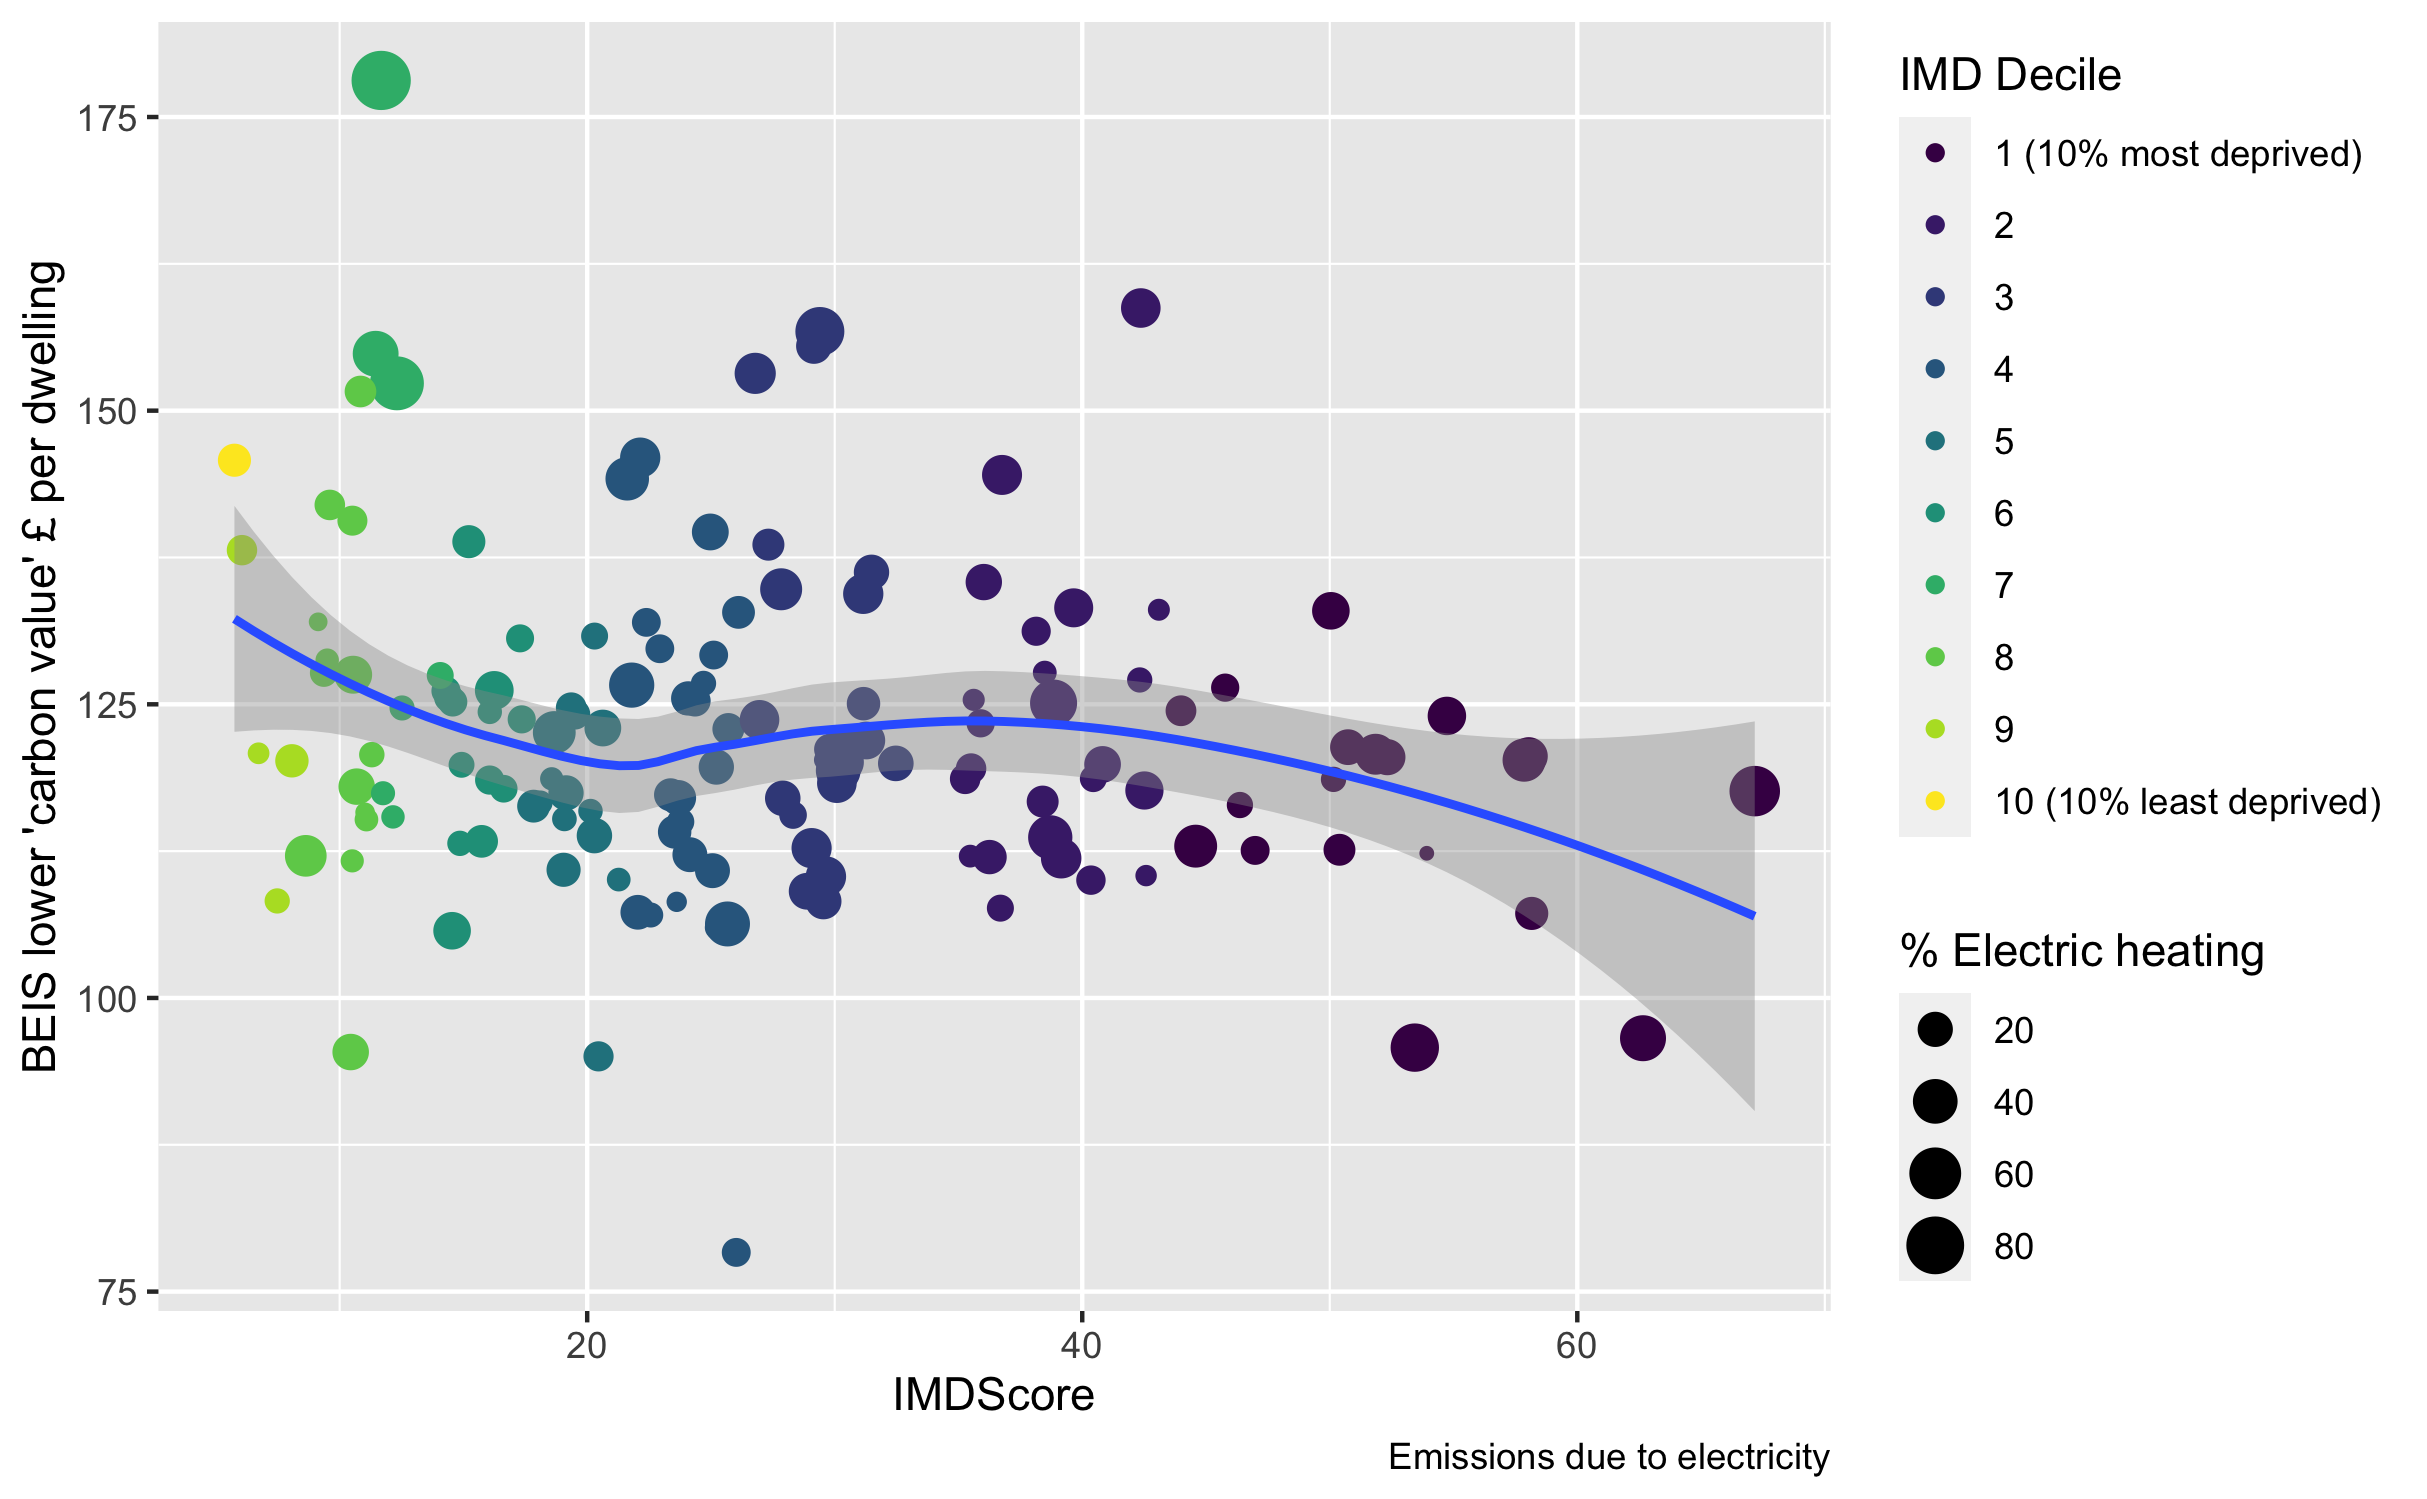 BEIS lower 'carbon value' £ per dwelling
175
150
125
100
75
20
40
60
IMDScore
Emissions due to electricity
IMD Decile
1 (10% most deprived)
2
3
4
5
6
7
8
9
10 (10% least deprived)
% Electric heating
20
40
60
80